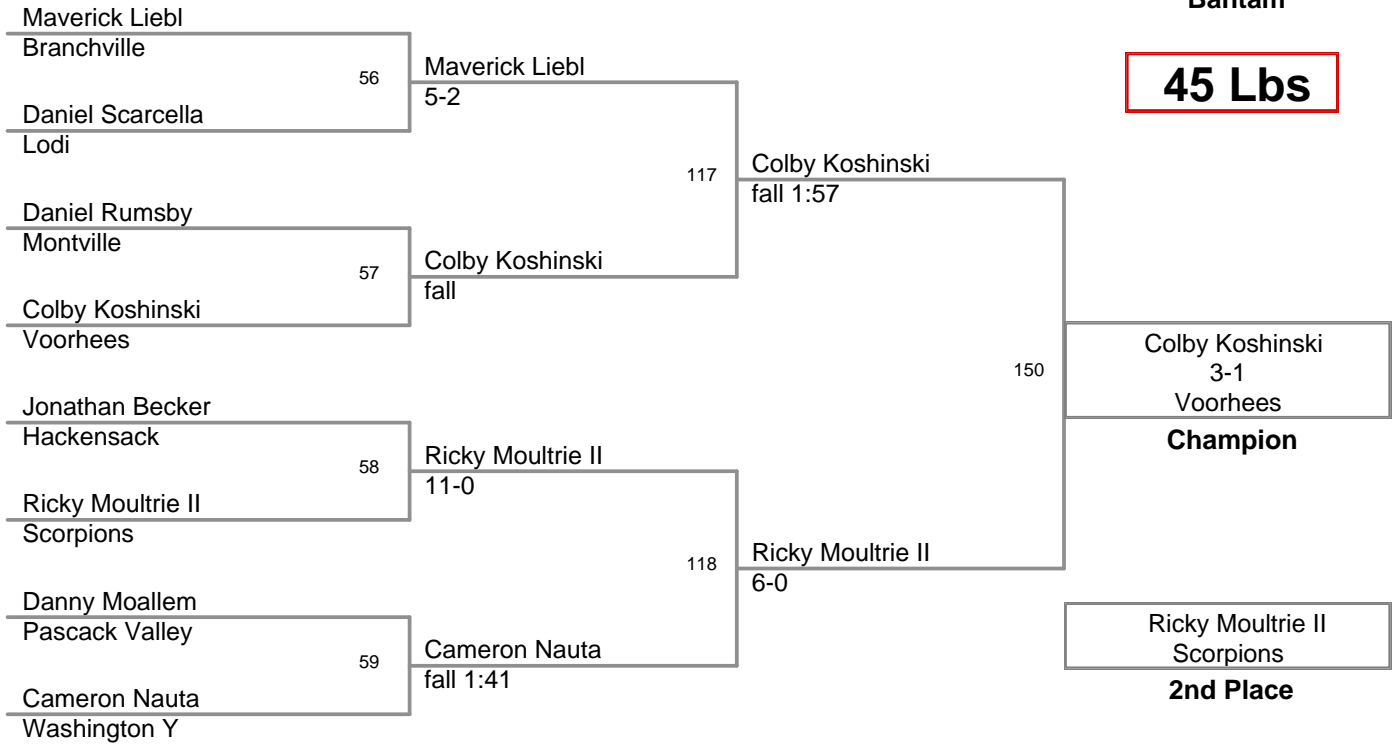 Bantam
45 Lbs
Maverick Liebl
Branchville
56
Daniel Scarcella
Lodi
Maverick Liebl
5-2
Daniel Rumsby
Montville
57
Colby Koshinski
Voorhees
Colby Koshinski
fall
117
Colby Koshinski
fall 1:57
Jonathan Becker
Hackensack
58
Ricky Moultrie II
Scorpions
Ricky Moultrie II
11-0
Danny Moallem
Pascack Valley
59
Cameron Nauta
Washington Y
Cameron Nauta
fall 1:41
118
Ricky Moultrie II
6-0
150
Colby Koshinski
3-1
Voorhees
Champion
Ricky Moultrie II
Scorpions
2nd Place